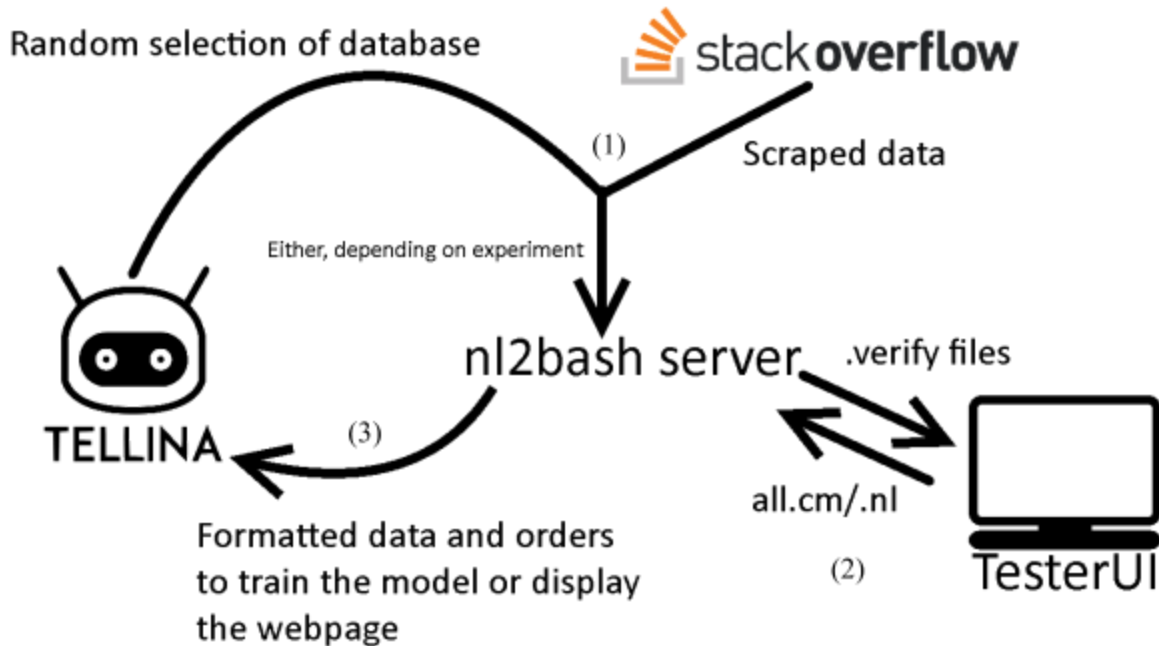 Random selection of database
stackoverflow
(1)
Scraped data
Either, depending on experiment
nl2bash server
.verify files
TELLINA
(3)
all.cm/.nl
(2)
TesterUI
Formatted data and orders
to train the model or display
the webpage